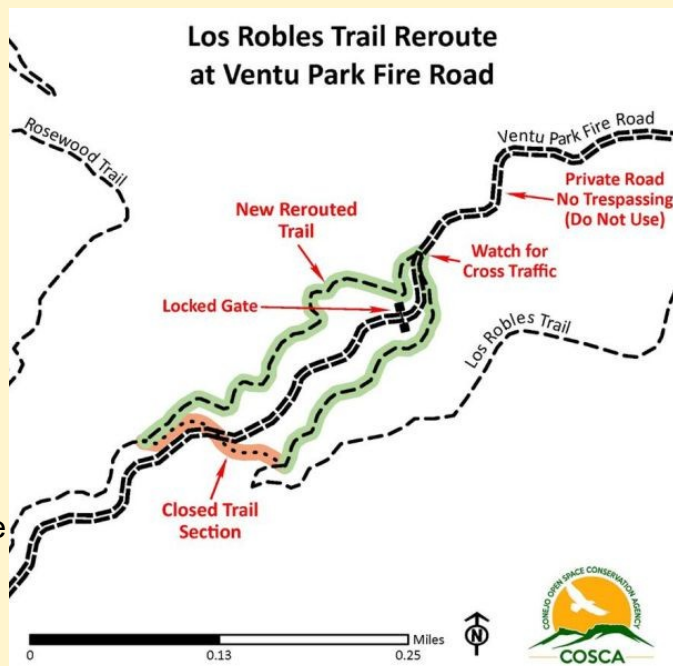 Los Robles Trail Reroute
at Ventu Park Fire Road
Ventu Park Fire Road
Rosewood Trail
Private Road
No Trespassing
(Do Not Use)
New Rerouted
Trail
Watch for
Cross Traffic
Locked Gate
Los Robles Trail
Closed Trail
Section
e
Miles
0
0.13
0.25
N
CONEJO OPEN SPACE CONSERVATION AGENCY
COSCA